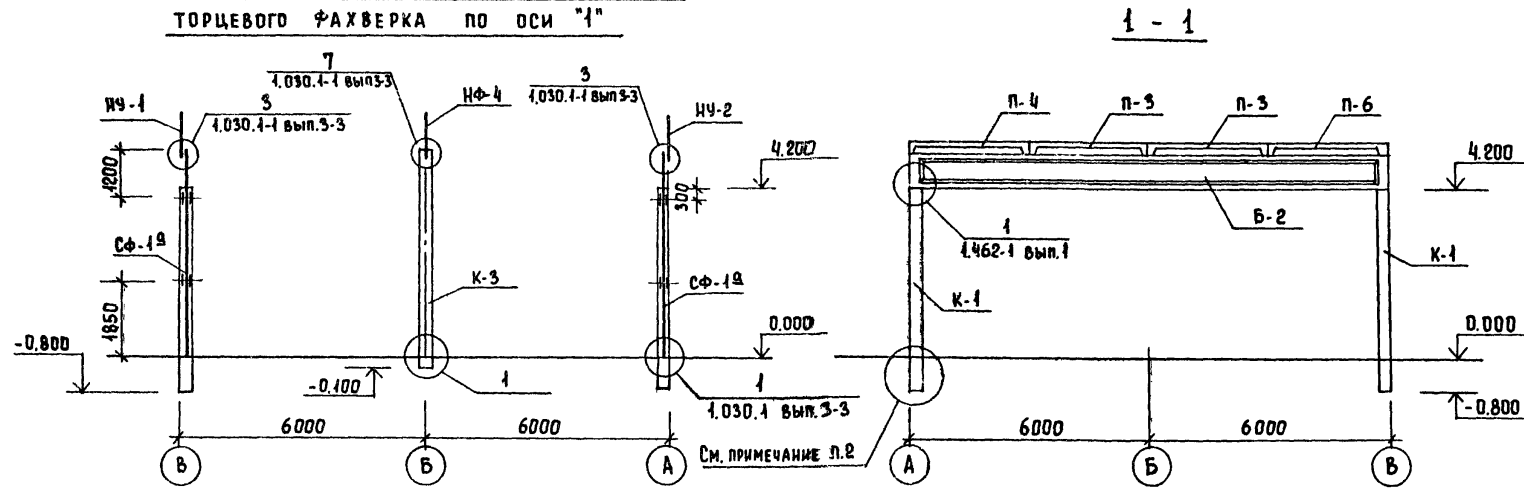 ТОРЦЕВОГО ФАХВЕРКА ПО ОСИ "1"
1 - 1
НУ-1
3
1.030.1-1 вып.3-3
7
1.030.1-1 вып3-3
НФ-4
3
1.030.1-1 вып3-3
НУ-2
4.200
1200
300
СФ-1а
К-3
СФ-1а
1850
-0.800
0.000
-0.100
1
1
1.030.1 вып.3-3
6000
6000
В
Б
А
П-4
П-3
П-3
П-6
4.200
Б-2
1
1.462-1 вып.1
К-1
К-1
0.000
-0.800
6000
6000
См. примечание п.2
А
Б
В